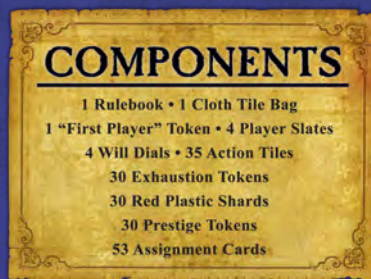 COMPONENTS
1 Rulebook • 1 Cloth Tile Bag
1 “First Player” Token • 4 Player Slates
4 Will Dials • 35 Action Tiles
30 Exhaustion Tokens
30 Red Plastic Shards
30 Prestige Tokens
53 Assignment Cards